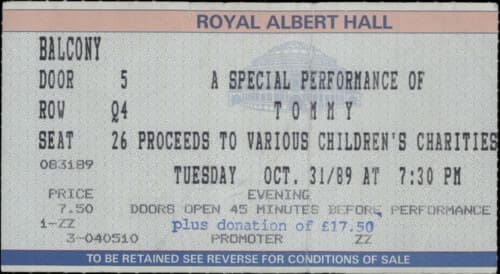 ROYAL ALBERT HALL
BALCONY
DOOR 5 A SPECIAL PERFORMANCE OF
ROW Q4 TOMMY
SEAT 26 PROCEEDS TO VARIOUS CHILDREN'S CHARITIES
083189 TUESDAY OCT.31/89 AT 7:30 PM
PRICE EVENING
7.50 DOORS OPEN 45 MINUTES BEFORE PERFORMANCE
1-ZZ plus donation of £17.50
3-040510 PROMOTER ZZ
TO BE RETAINED SEE REVERSE FOR CONDITIONS OF SALE